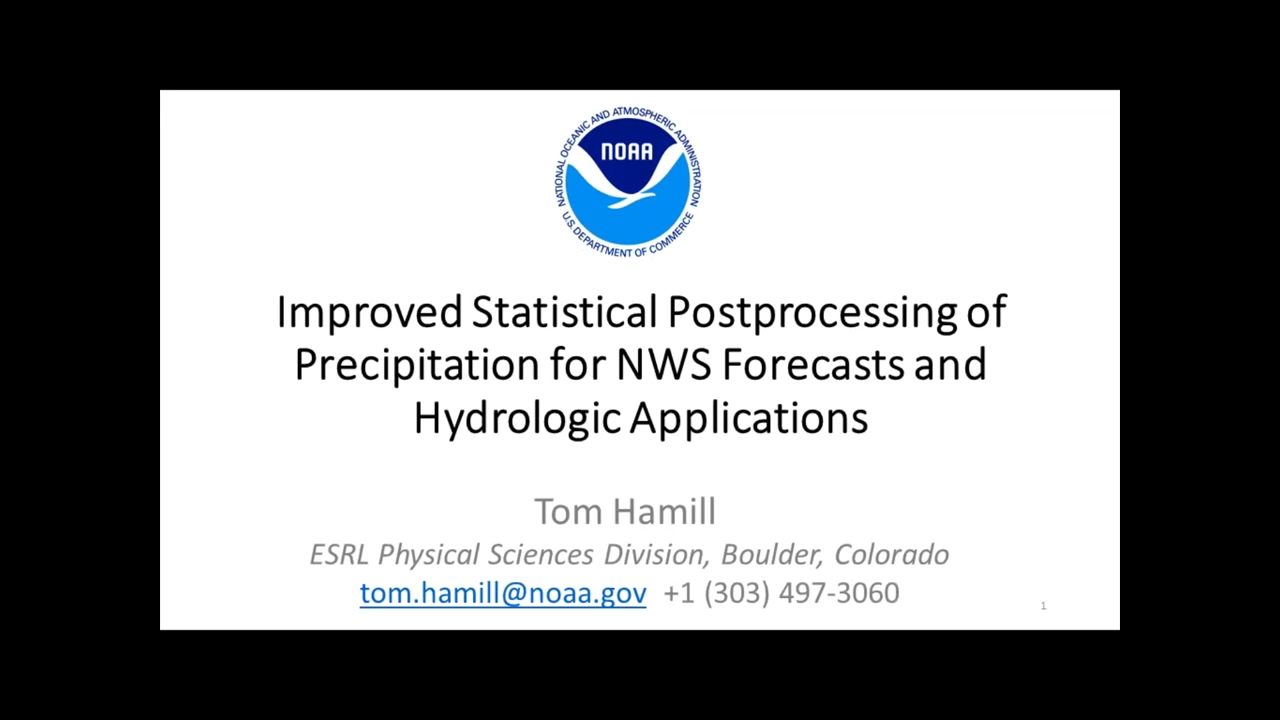 NATIONAL OCEANIC AND ATMOSPHERIC ADMINISTRATION
NOAA
U.S. DEPARTMENT OF COMMERCE
Improved Statistical Postprocessing of
Precipitation for NWS Forecasts and
Hydrologic Applications
Tom Hamill
ESRL Physical Sciences Division, Boulder, Colorado
tom.hamill@noaa.gov +1 (303) 497-3060
1